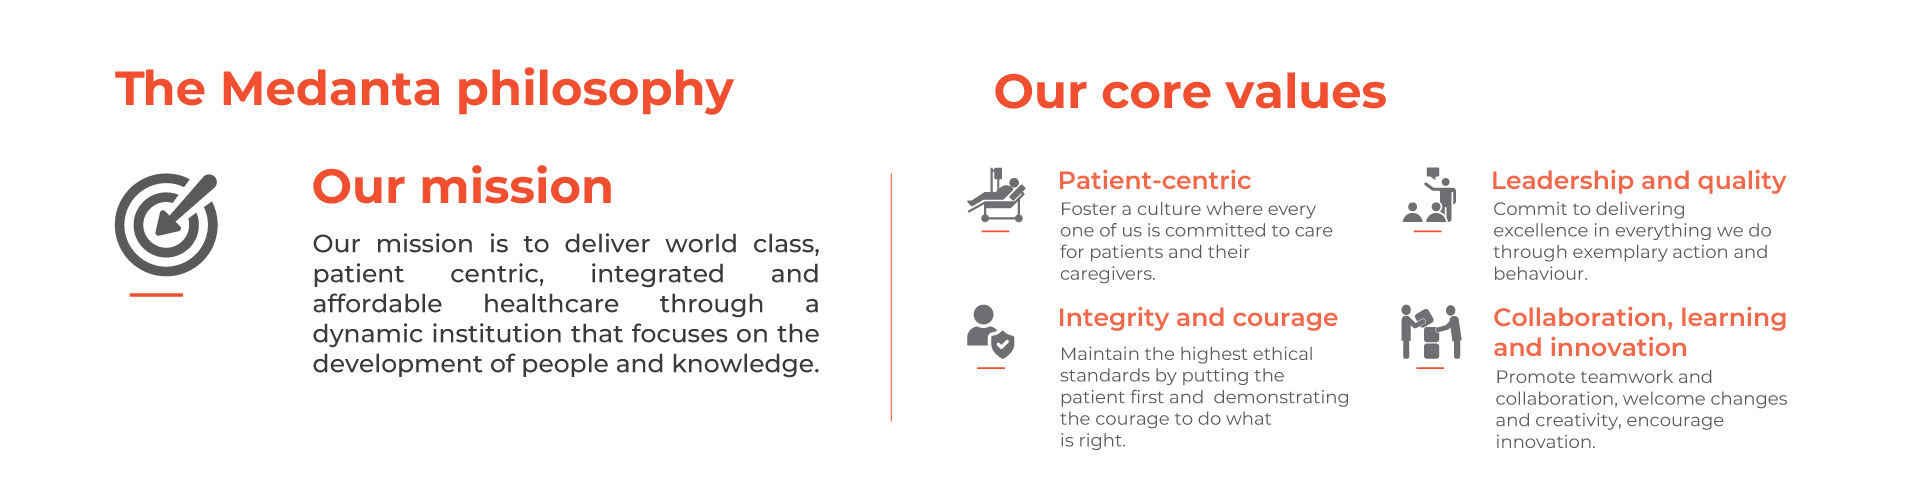 The Medanta philosophy
Our mission
Our mission is to deliver world class,
patient centric, integrated and
affordable healthcare through a
dynamic institution that focuses on the
development of people and knowledge.
Our core values
Patient-centric
Foster a culture where every
one of us is committed to care
for patients and their
caregivers.
Leadership and quality
Commit to delivering
excellence in everything we do
through exemplary action and
behaviour.
Integrity and courage
Maintain the highest ethical
standards by putting the
patient first and demonstrating
the courage to do what
is right.
Collaboration, learning
and innovation
Promote teamwork and
collaboration, welcome changes
and creativity, encourage
innovation.